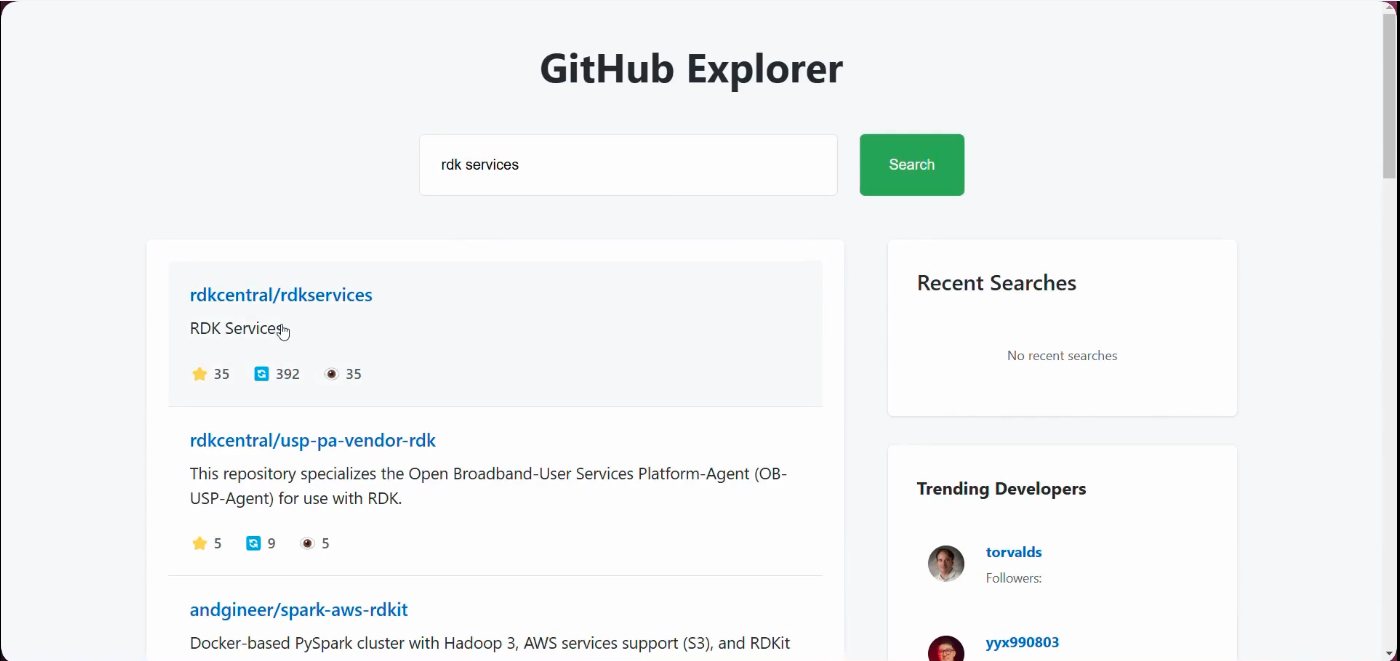 GitHub Explorer
rdk services
Search
rdkcentral/rdkservices
RDK Services
35 392 35
rdkcentral/usp-pa-vendor-rdk
This repository specializes the Open Broadband-User Services Platform-Agent (OB-
USP-Agent) for use with RDK.
5 9 5
andgineer/spark-aws-rdkit
Docker-based PySpark cluster with Hadoop 3, AWS services support (S3), and RDKit
Recent Searches
No recent searches
Trending Developers
torvalds
Followers:
yyx990803